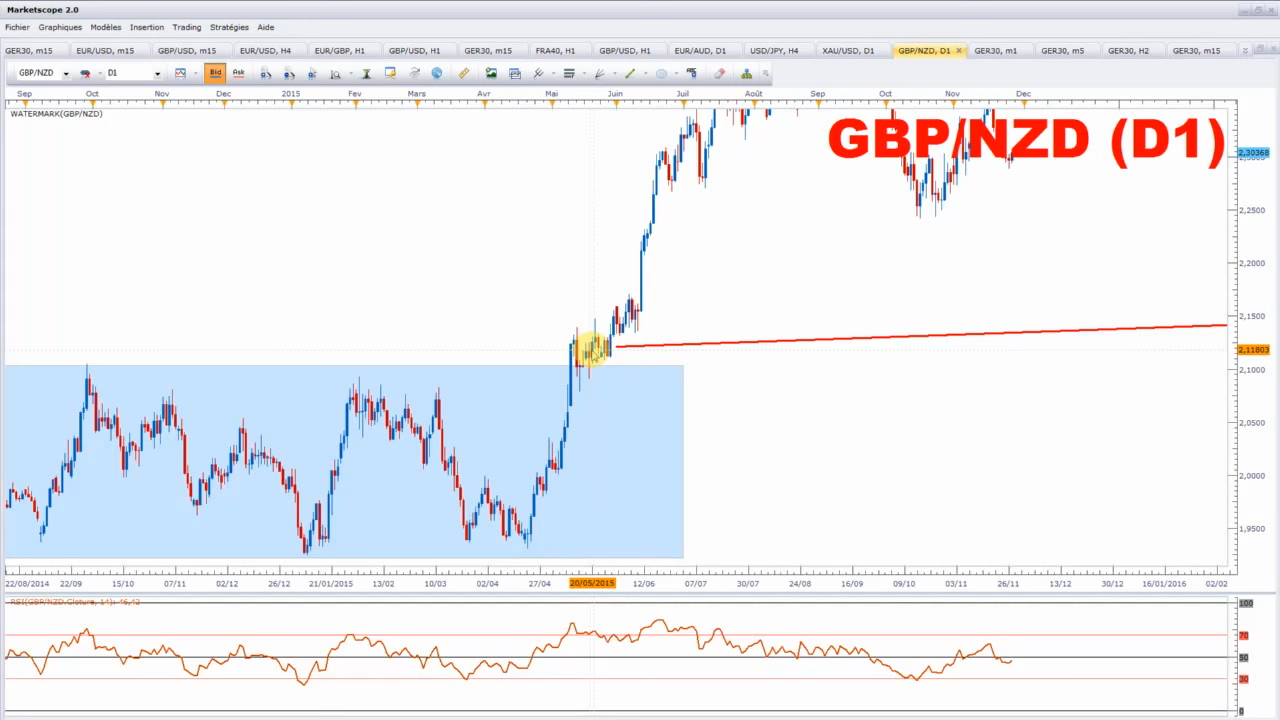 Marketscope 2.0
Fichier Graphiques Modèles Insertion Trading Stratégies Aide
GER30, m15 EUR/USD, m15 GBP/USD, m15 EUR/USD, H4 EUR/GBP, H1 GBP/USD, H1 GER30, m15 FRA40, H1 GBP/USD, H1 EUR/AUD, D1 USD/JPY, H4 XAU/USD, D1 GBP/NZD, D1 GER30, m1 GER30, m5 GER30, H2 GER30, m15
GBP/NZD D1 Bid Ask
Sep Oct Nov Dec 2015 Fev Mars Avr Mai Juin Juil Août Sep Oct Nov Dec
WATERMARK(GBP/NZD)
GBP/NZD (D1)
2,30368
2,2500
2,2000
2,1500
2,11803
2,1000
2,0500
2,0000
1,9500
22/08/2014 22/09 15/10 07/11 02/12 26/12 21/01/2015 13/02 10/03 02/04 27/04 20/05/2015 12/06 07/07 30/07 24/08 16/09 09/10 03/11 26/11 13/12 30/12 16/01/2016 02/02
RSI(GBP/NZD.Cloture, 14): 46,42
100
70
50
30
0